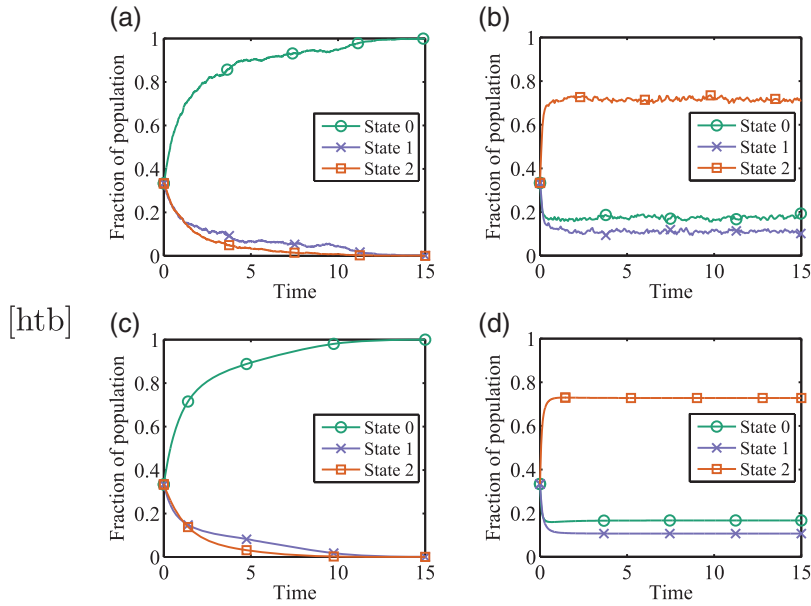 (a)
Fraction of population
1
0.8
0.6
0.4
0.2
0
0
5
10
15
Time
State 0
State 1
State 2
(b)
Fraction of population
1
0.8
0.6
0.4
0.2
0
0
5
10
15
Time
State 0
State 1
State 2
[htb]
(c)
Fraction of population
1
0.8
0.6
0.4
0.2
0
0
5
10
15
Time
State 0
State 1
State 2
(d)
Fraction of population
1
0.8
0.6
0.4
0.2
0
0
5
10
15
Time
State 0
State 1
State 2